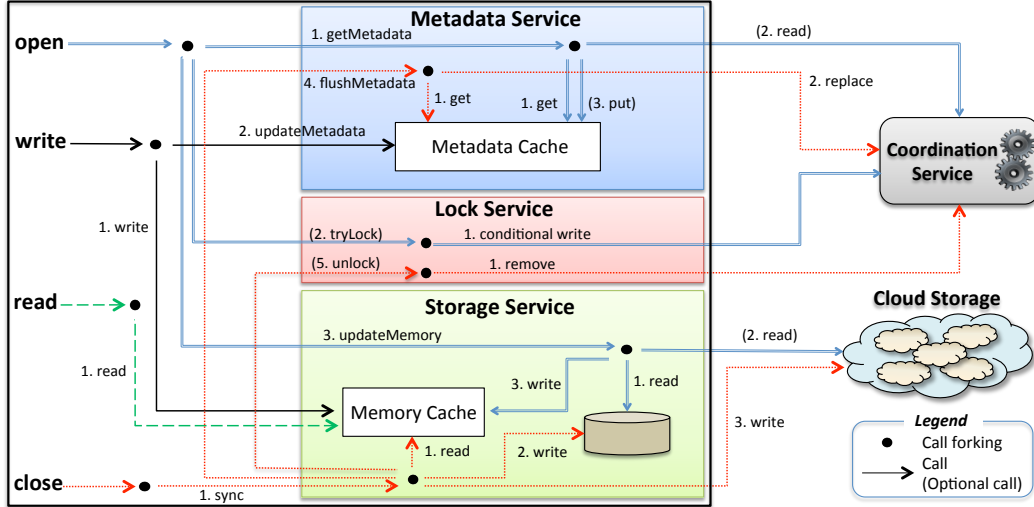 Metadata Service
open
1. getMetadata
(2. read)
4. flushMetadata
2. replace
1. get
1. get
(3. put)
write
2. updateMetadata
Metadata Cache
Coordination
Service
Lock Service
1. write
(2. tryLock)
1. conditional write
(5. unlock)
1. remove
read
Storage Service
Cloud Storage
3. updateMemory
(2. read)
1. read
3. write
1. read
Memory Cache
3. write
1. read
2. write
close
1. sync
Legend
Call forking
Call
(Optional call)